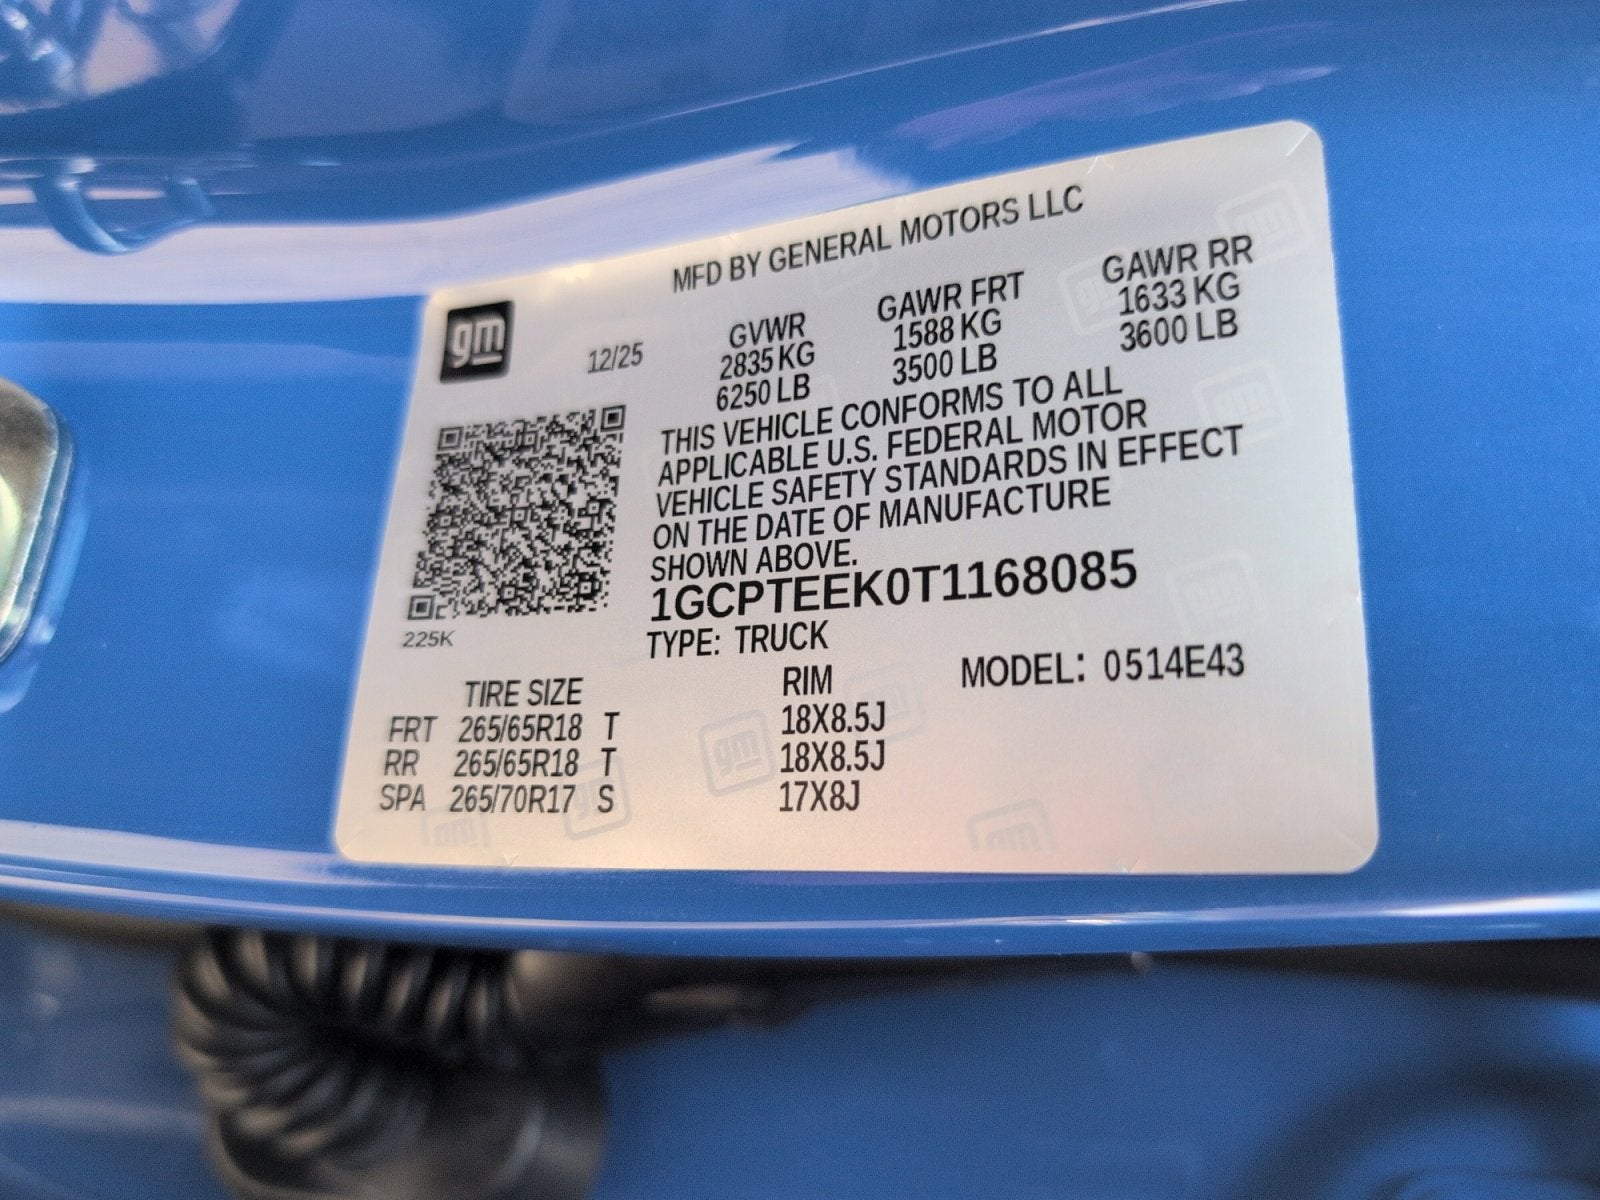 MFD BY GENERAL MOTORS LLC
gm
12/25
GVWR
2835 KG
6250 LB
GAWR FRT
1588 KG
3500 LB
GAWR RR
1633 KG
3600 LB
THIS VEHICLE CONFORMS TO ALL
APPLICABLE U.S. FEDERAL MOTOR
VEHICLE SAFETY STANDARDS IN EFFECT
ON THE DATE OF MANUFACTURE
SHOWN ABOVE.
1GCPTEEK0T1168085
225K
TYPE: TRUCK
MODEL: 0514E43
TIRE SIZE RIM
FRT 265/65R18 T 18X8.5J
RR 265/65R18 T 18X8.5J
SPA 265/70R17 S 17X8J